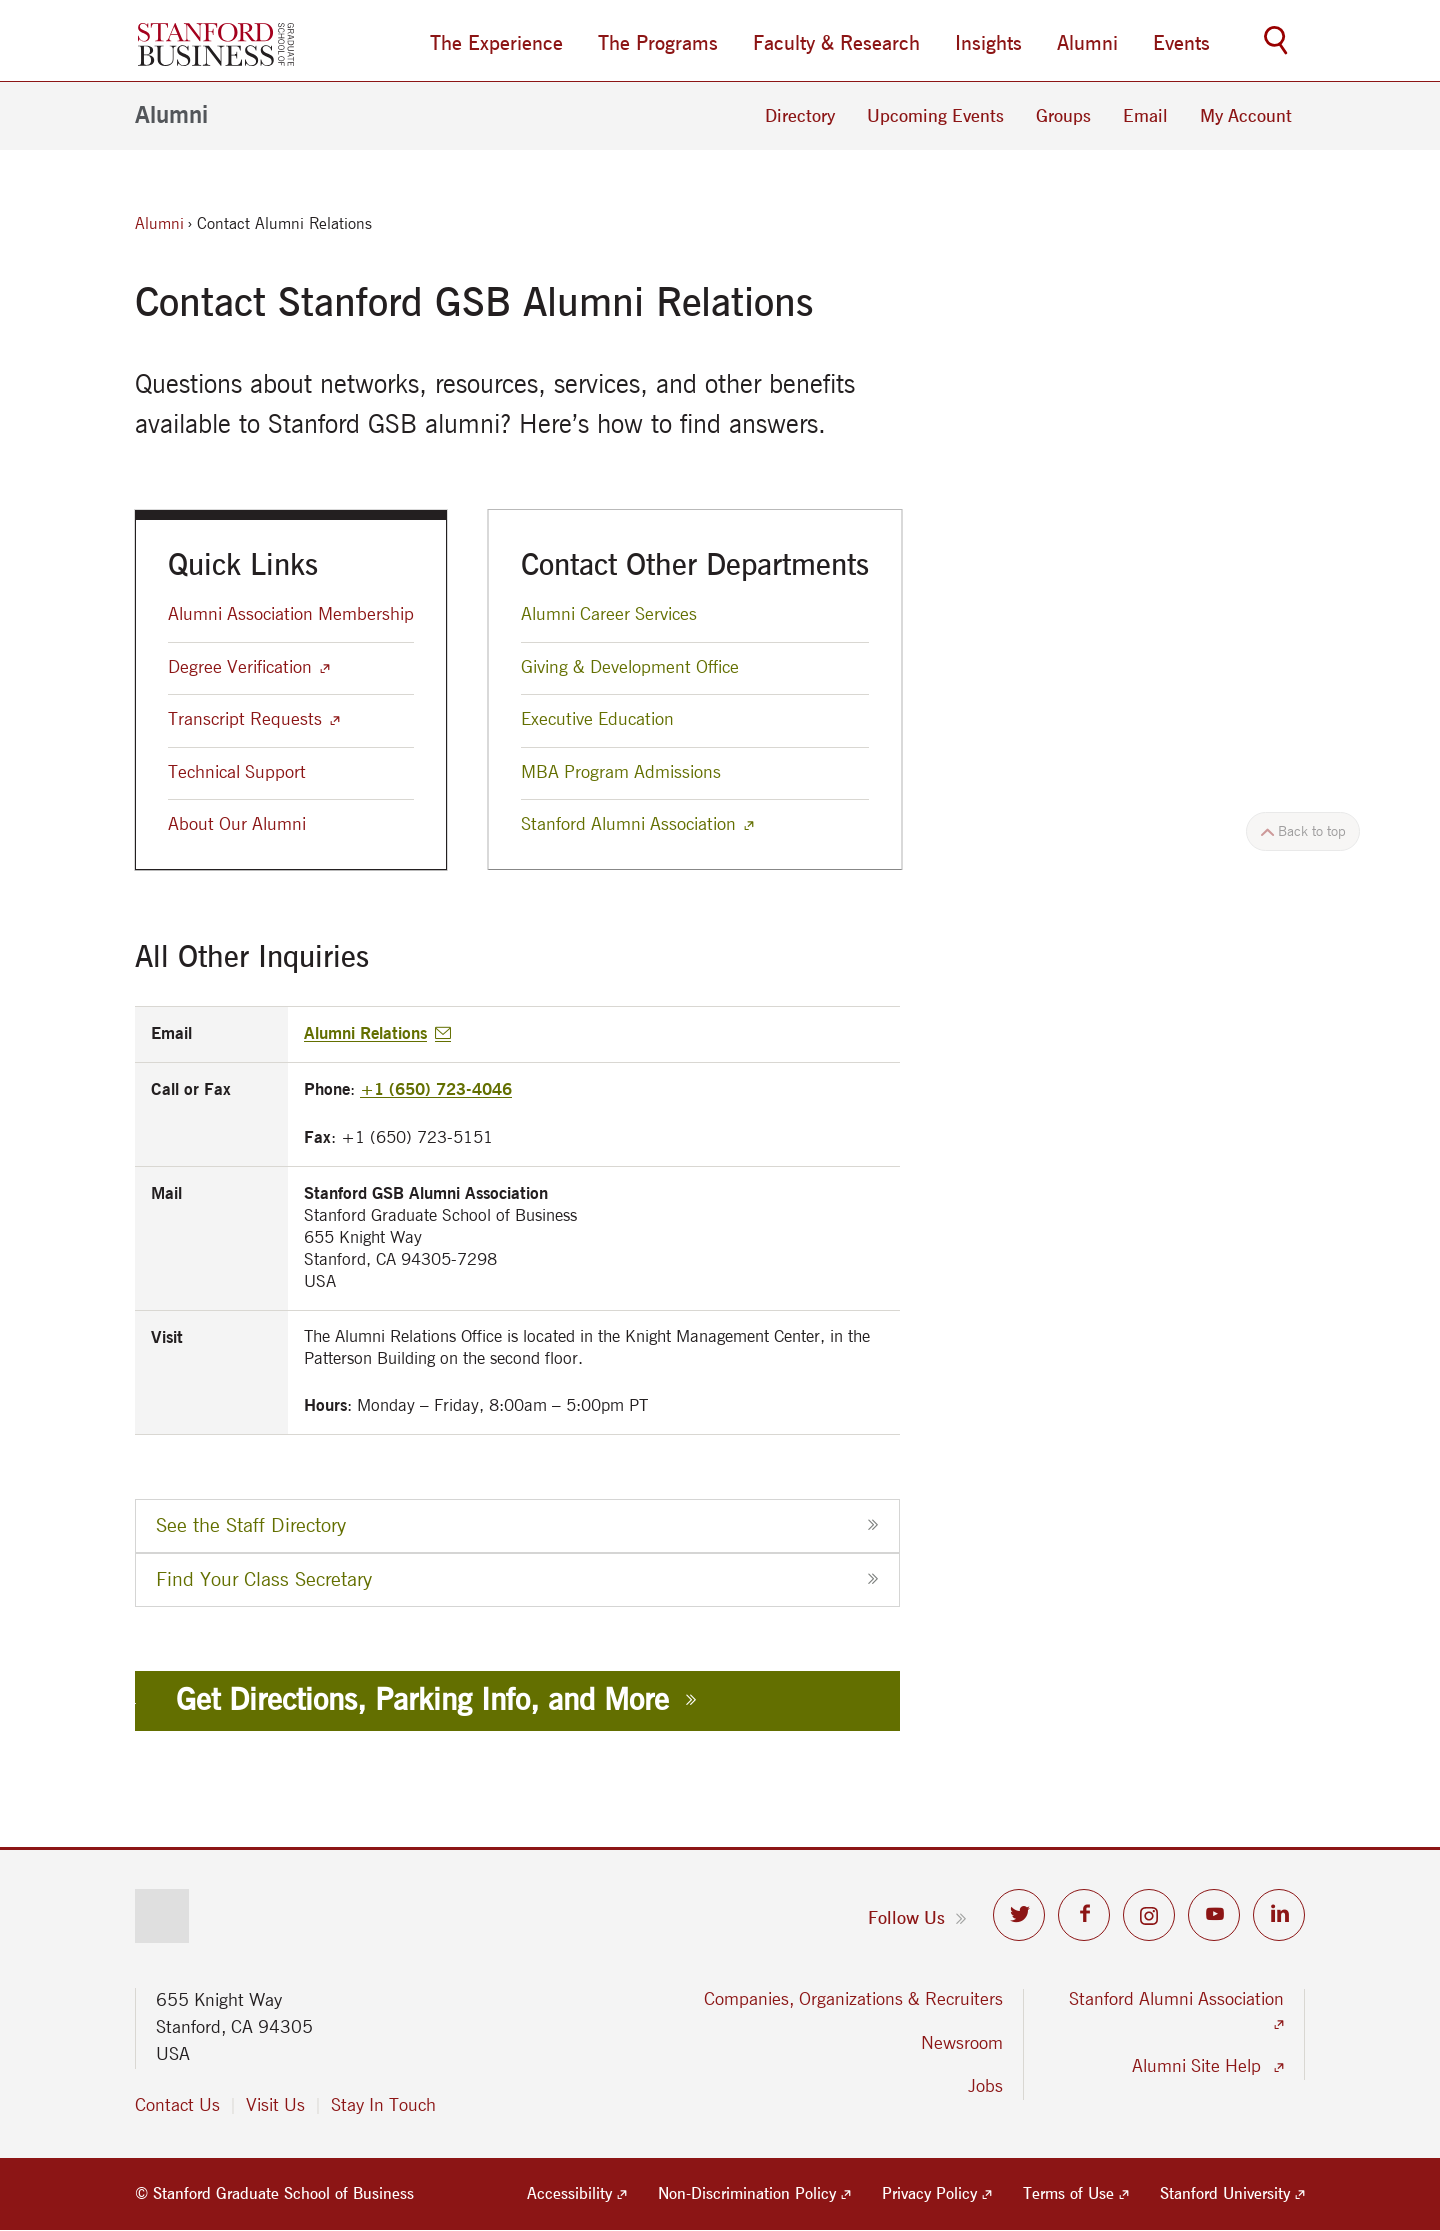 STANFORD
BUSINESS
GRADUATE
SCHOOL OF
The Experience
The Programs
Faculty & Research
Insights
Alumni
Events
Alumni
Directory
Upcoming Events
Groups
Email
My Account
Alumni › Contact Alumni Relations
Contact Stanford GSB Alumni Relations
Questions about networks, resources, services, and other benefits
available to Stanford GSB alumni? Here’s how to find answers.
Quick Links
Alumni Association Membership
Degree Verification
Transcript Requests
Technical Support
About Our Alumni
Contact Other Departments
Alumni Career Services
Giving & Development Office
Executive Education
MBA Program Admissions
Stanford Alumni Association
Back to top
All Other Inquiries
Email
Alumni Relations
Call or Fax
Phone: +1 (650) 723-4046
Fax: +1 (650) 723-5151
Mail
Stanford GSB Alumni Association
Stanford Graduate School of Business
655 Knight Way
Stanford, CA 94305-7298
USA
Visit
The Alumni Relations Office is located in the Knight Management Center, in the
Patterson Building on the second floor.
Hours: Monday – Friday, 8:00am – 5:00pm PT
See the Staff Directory
Find Your Class Secretary
Get Directions, Parking Info, and More
Follow Us
655 Knight Way
Stanford, CA 94305
USA
Contact Us | Visit Us | Stay In Touch
Companies, Organizations & Recruiters
Newsroom
Jobs
Stanford Alumni Association
Alumni Site Help
© Stanford Graduate School of Business
Accessibility
Non-Discrimination Policy
Privacy Policy
Terms of Use
Stanford University